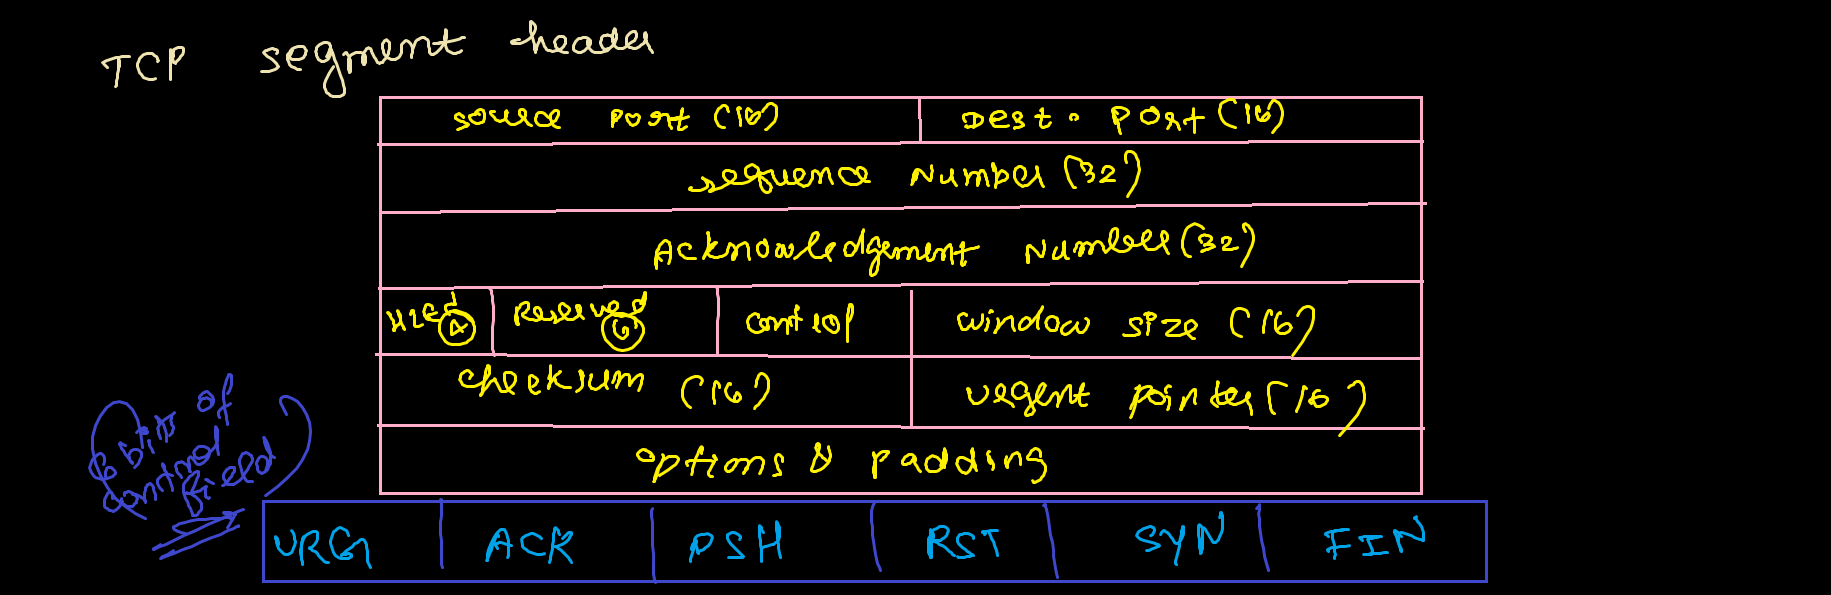 TCP segment header
source port (16) Dest. port (16)
sequence Number (32)
Acknowledgement Number (32)
Reserved 6 control window size (16)
checksum (16) urgent pointer (16)
options & padding
6 bits of
control
field
URG ACK PSH RST SYN FIN